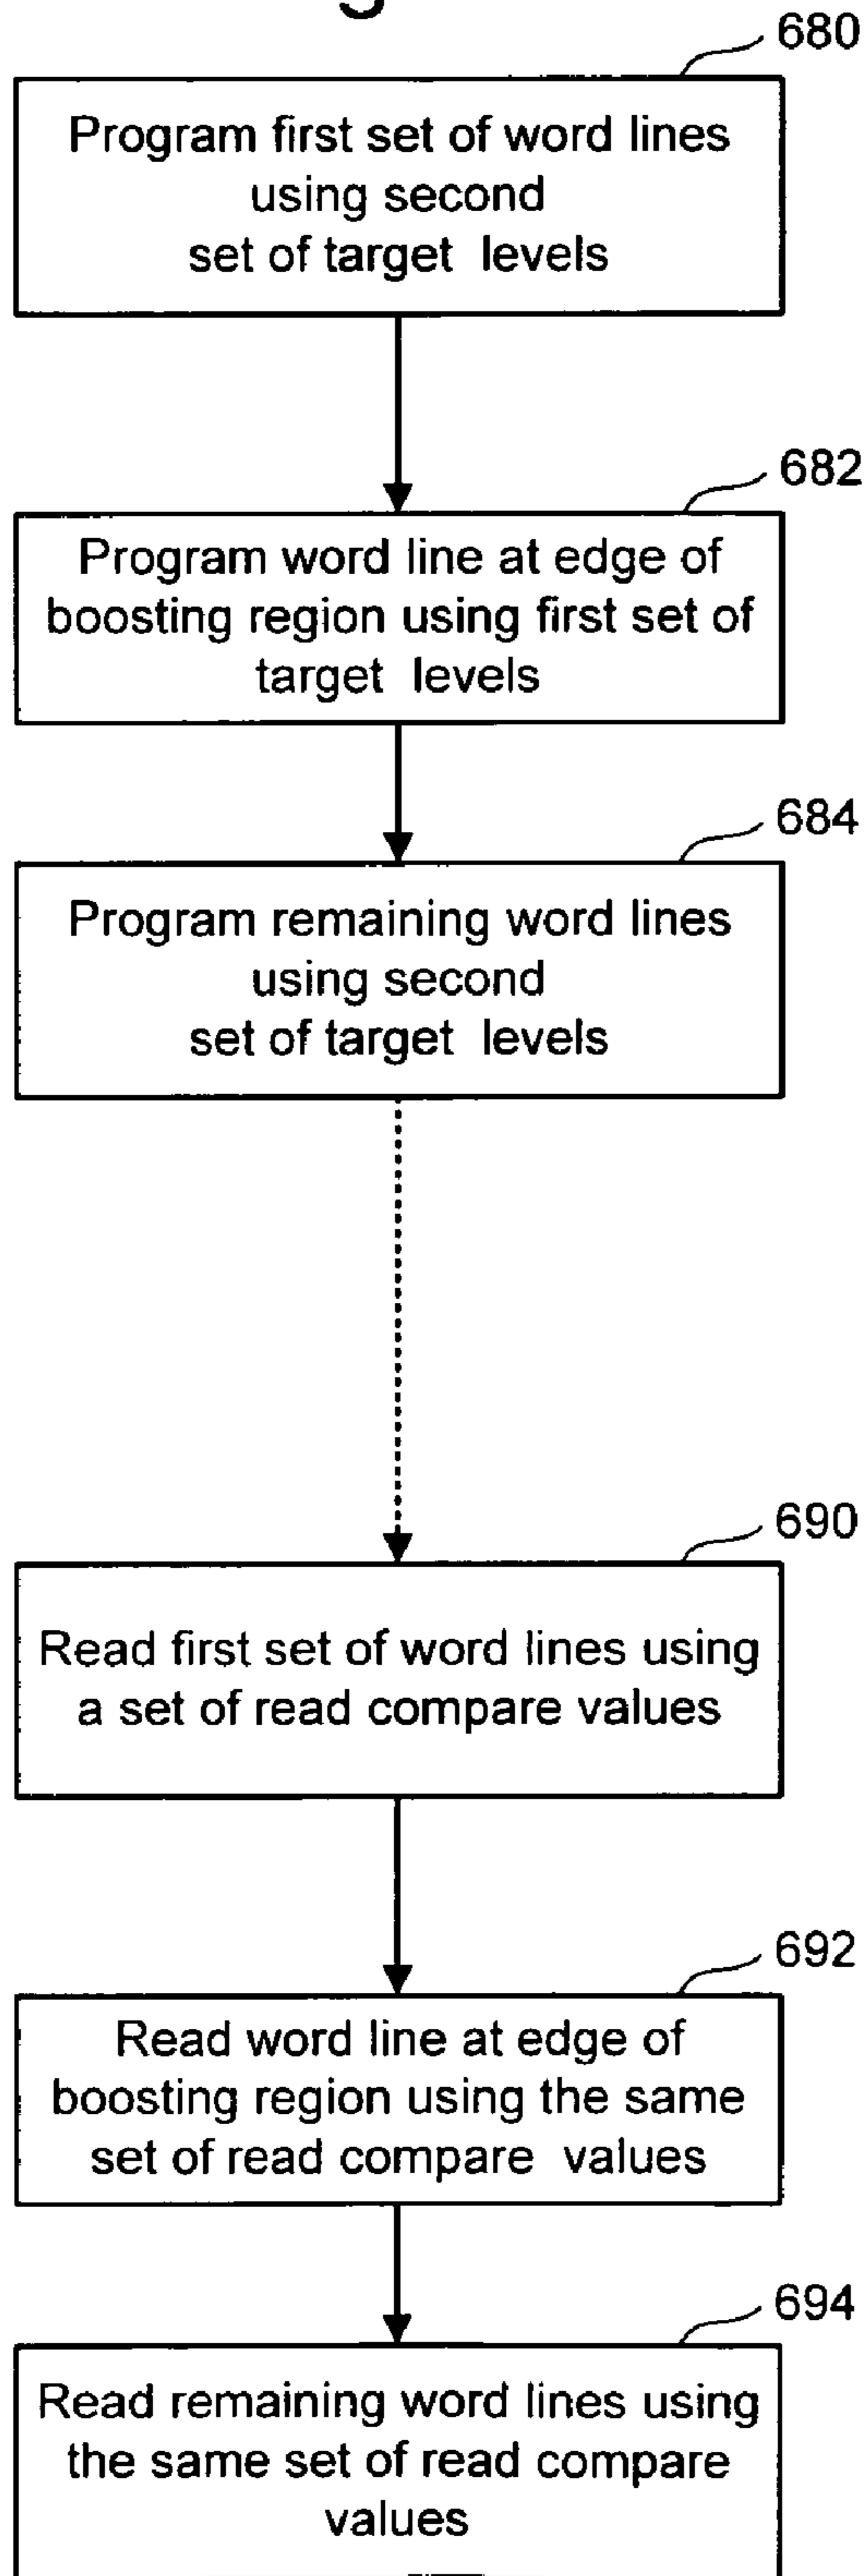 680
Program first set of word lines
using second
set of target levels
682
Program word line at edge of
boosting region using first set of
target levels
684
Program remaining word lines
using second
set of target levels
690
Read first set of word lines using
a set of read compare values
692
Read word line at edge of
boosting region using the same
set of read compare values
694
Read remaining word lines using
the same set of read compare
values